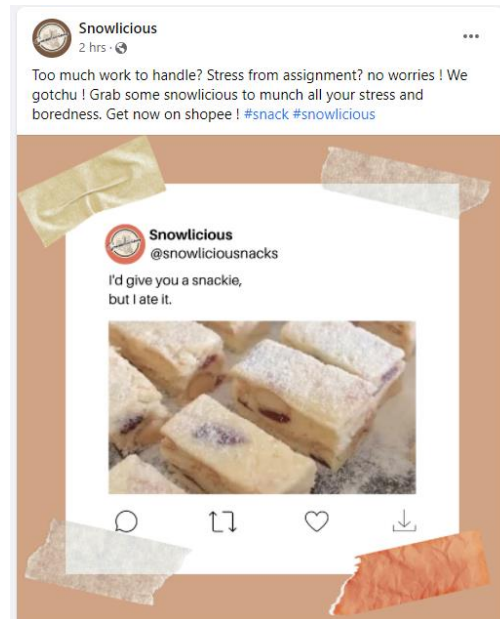 Snowlicious
2 hrs ·
Too much work to handle? Stress from assignment? no worries ! We
gotchu ! Grab some snowlicious to munch all your stress and
boredness. Get now on shopee ! #snack #snowlicious
Snowlicious
@snowliciousnacks
I'd give you a snackie,
but I ate it.